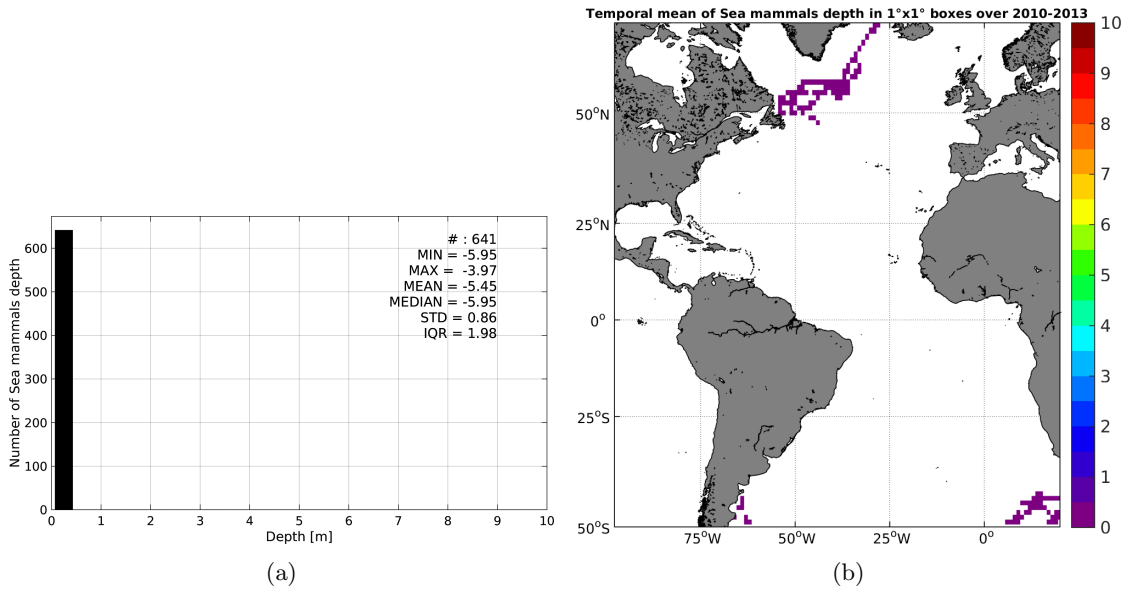 Temporal mean of Sea mammals depth in 1°x1° boxes over 2010-2013
Number of Sea mammals depth
600
500
400
300
200
100
0
# : 641
MIN = -5.95
MAX = -3.97
MEAN = -5.45
MEDIAN = -5.95
STD = 0.86
IQR = 1.98
0 1 2 3 4 5 6 7 8 9 10
Depth [m]
(a)
50°N
25°N
0°
25°S
50°S
75°W 50°W 25°W 0°
10
9
8
7
6
5
4
3
2
1
0
(b)